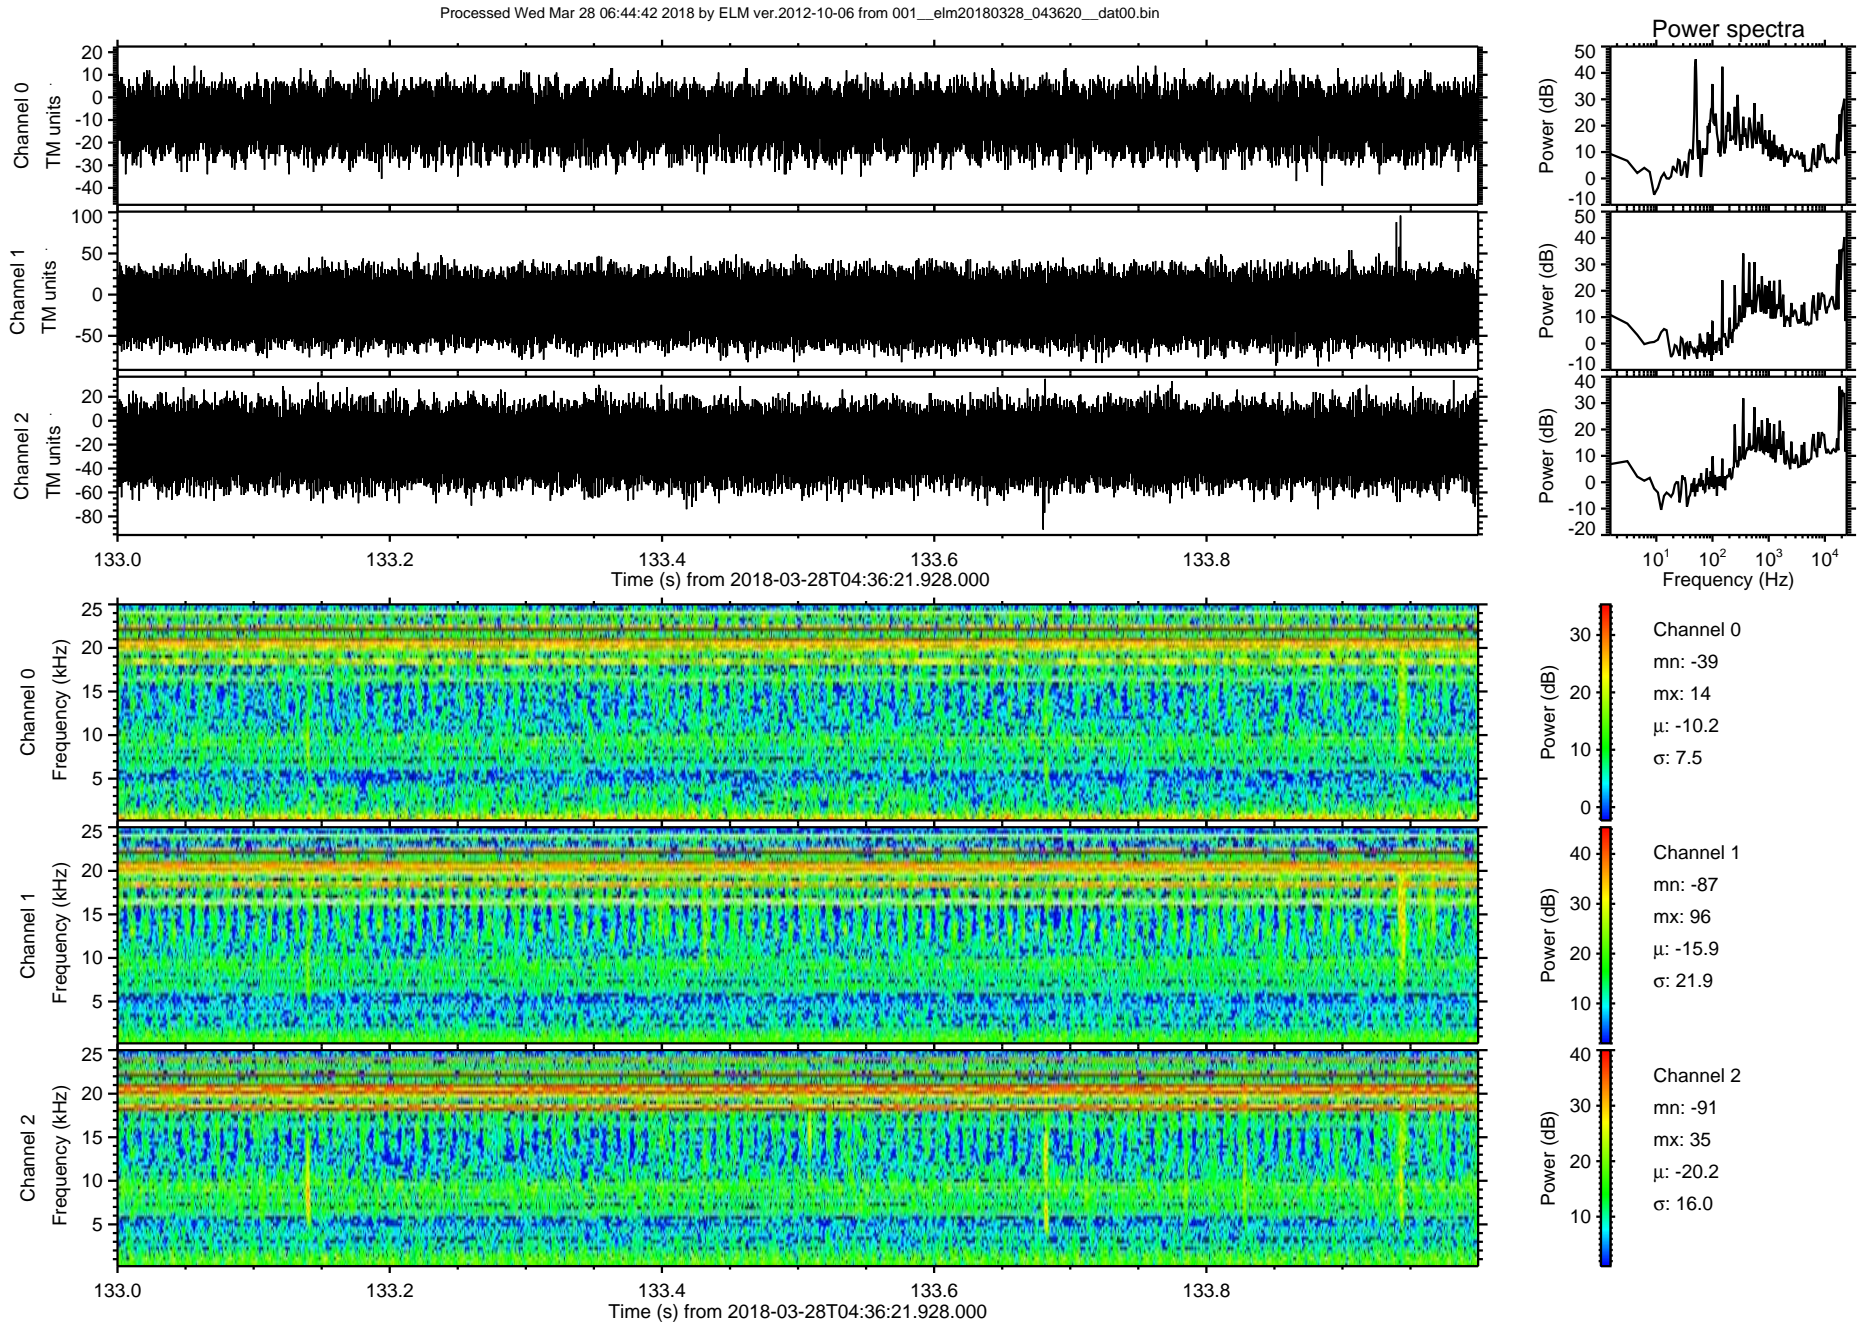 Processed Wed Mar 28 06:44:42 2018 by ELM ver.2012-10-06 from 001__elm20180328_043620__dat00.bin
Power spectra
Channel 0
TM units
20
10
0
-10
-20
-30
-40
Power (dB)
50
40
30
20
10
0
-10
Channel 1
TM units
100
50
0
-50
Power (dB)
50
40
30
20
10
0
-10
Channel 2
TM units
20
0
-20
-40
-60
-80
Power (dB)
40
30
20
10
0
-10
-20
133.0 133.2 133.4 133.6 133.8
Time (s) from 2018-03-28T04:36:21.928.000
10^1 10^2 10^3 10^4
Frequency (Hz)
Channel 0
Frequency (kHz)
25
20
15
10
5
Power (dB)
30
20
10
0
Channel 0
mn: -39
mx: 14
μ: -10.2
σ: 7.5
Channel 1
Frequency (kHz)
25
20
15
10
5
Power (dB)
40
30
20
10
Channel 1
mn: -87
mx: 96
μ: -15.9
σ: 21.9
Channel 2
Frequency (kHz)
25
20
15
10
5
Power (dB)
40
30
20
10
Channel 2
mn: -91
mx: 35
μ: -20.2
σ: 16.0
133.0 133.2 133.4 133.6 133.8
Time (s) from 2018-03-28T04:36:21.928.000